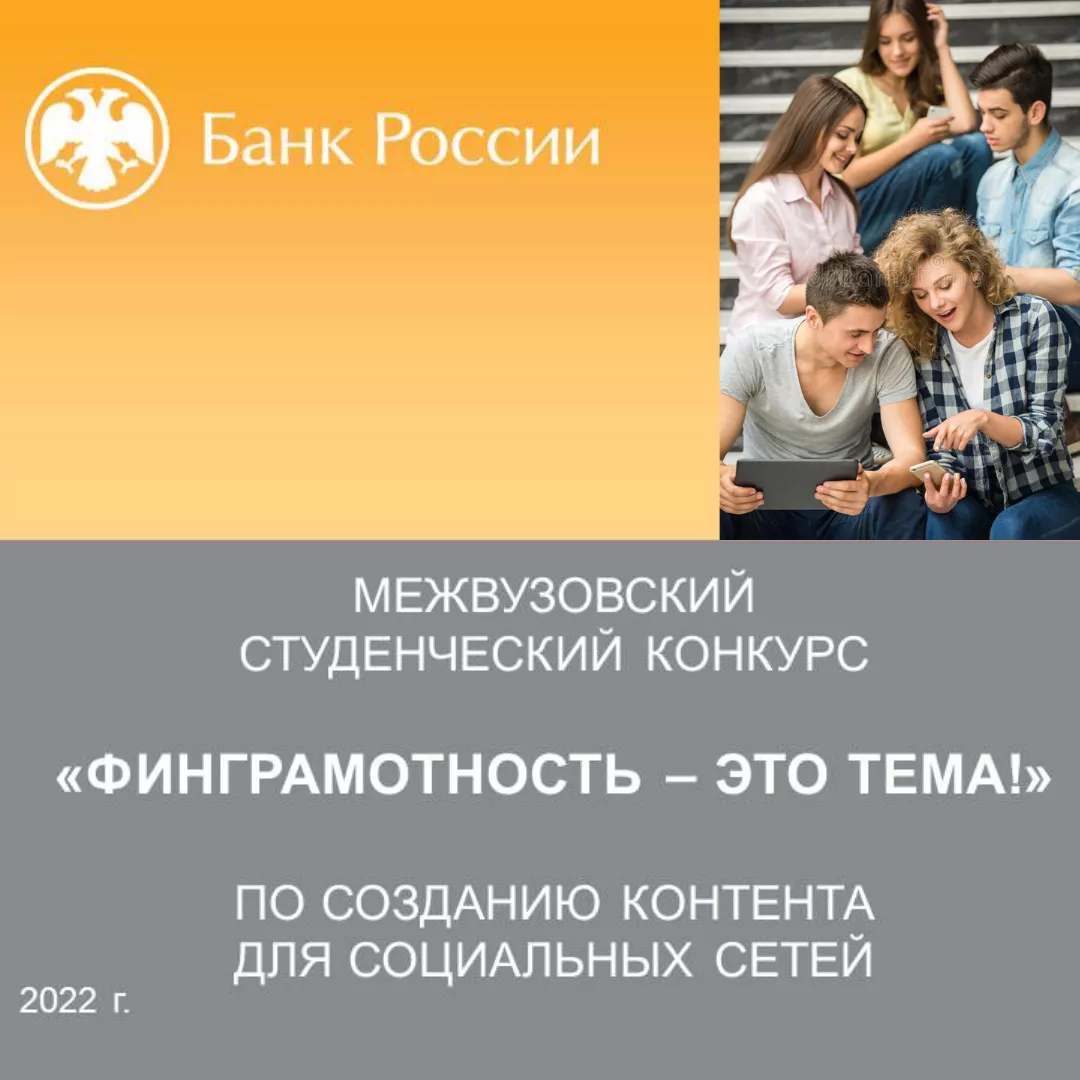 Банк России
МЕЖВУЗОВСКИЙ
СТУДЕНЧЕСКИЙ КОНКУРС
«ФИНГРАМОТНОСТЬ – ЭТО ТЕМА!»
ПО СОЗДАНИЮ КОНТЕНТА
ДЛЯ СОЦИАЛЬНЫХ СЕТЕЙ
2022 г.